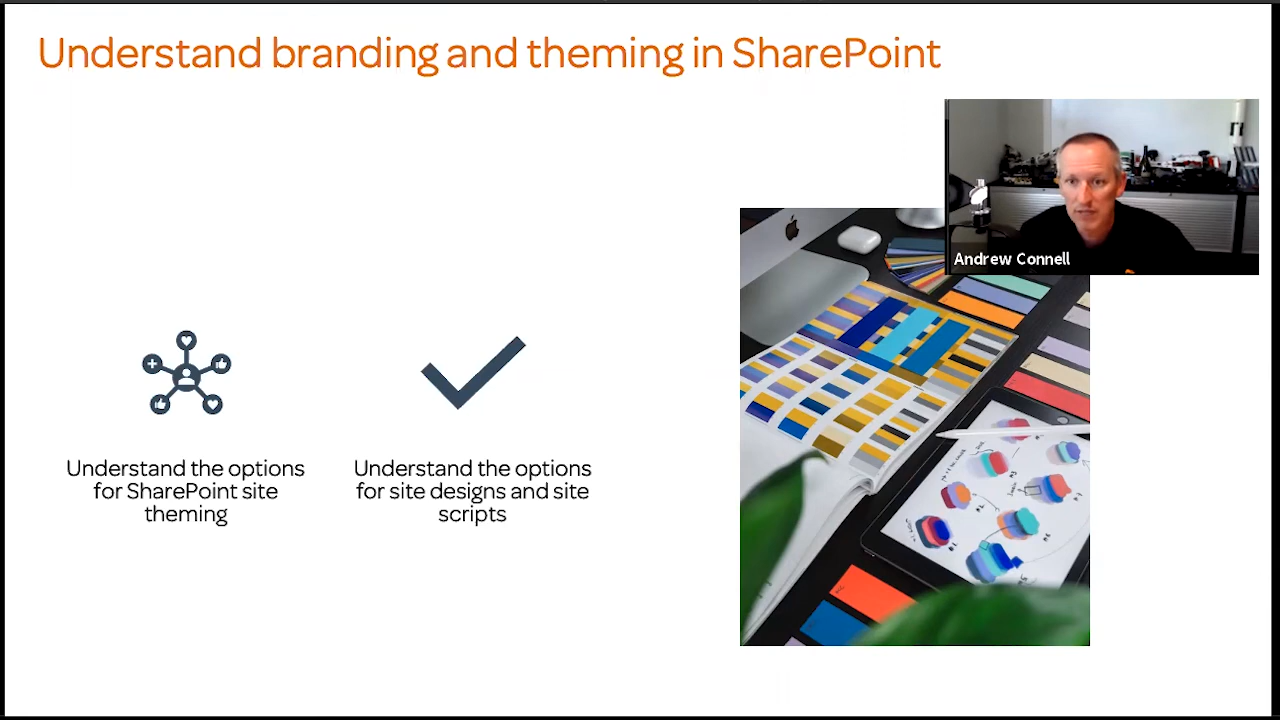 Understand branding and theming in SharePoint
Andrew Connell
Understand the options
for SharePoint site
theming
Understand the options
for site designs and site
scripts